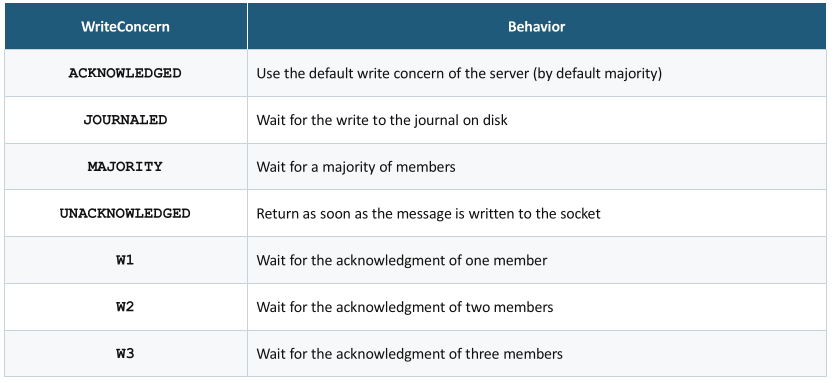 WriteConcern Behavior
ACKNOWLEDGED Use the default write concern of the server (by default majority)
JOURNALED Wait for the write to the journal on disk
MAJORITY Wait for a majority of members
UNACKNOWLEDGED Return as soon as the message is written to the socket
W1 Wait for the acknowledgment of one member
W2 Wait for the acknowledgment of two members
W3 Wait for the acknowledgment of three members